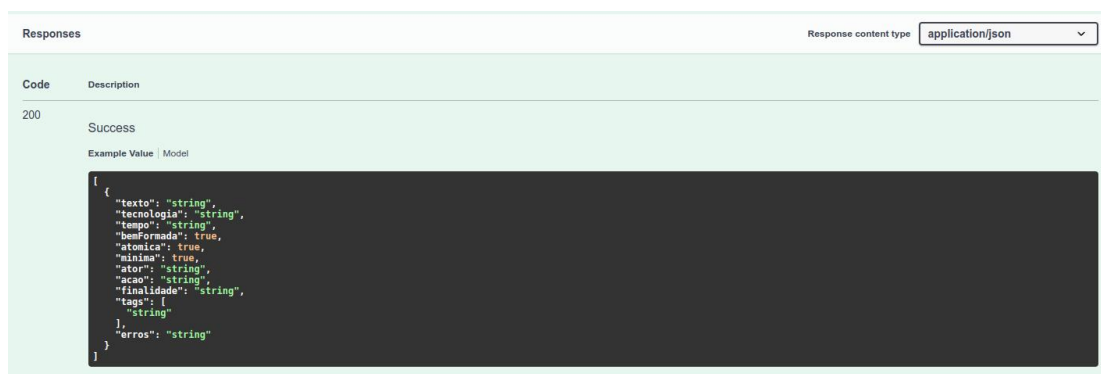 Responses
Response content type application/json
Code Description
200
Success
Example Value Model
[
  {
    "texto": "string",
    "tecnologia": "string",
    "tempo": "string",
    "bemFormada": true,
    "atomica": true,
    "minima": true,
    "ator": "string",
    "acao": "string",
    "finalidade": "string",
    "tags": [
      "string"
    ],
    "erros": "string"
  }
]